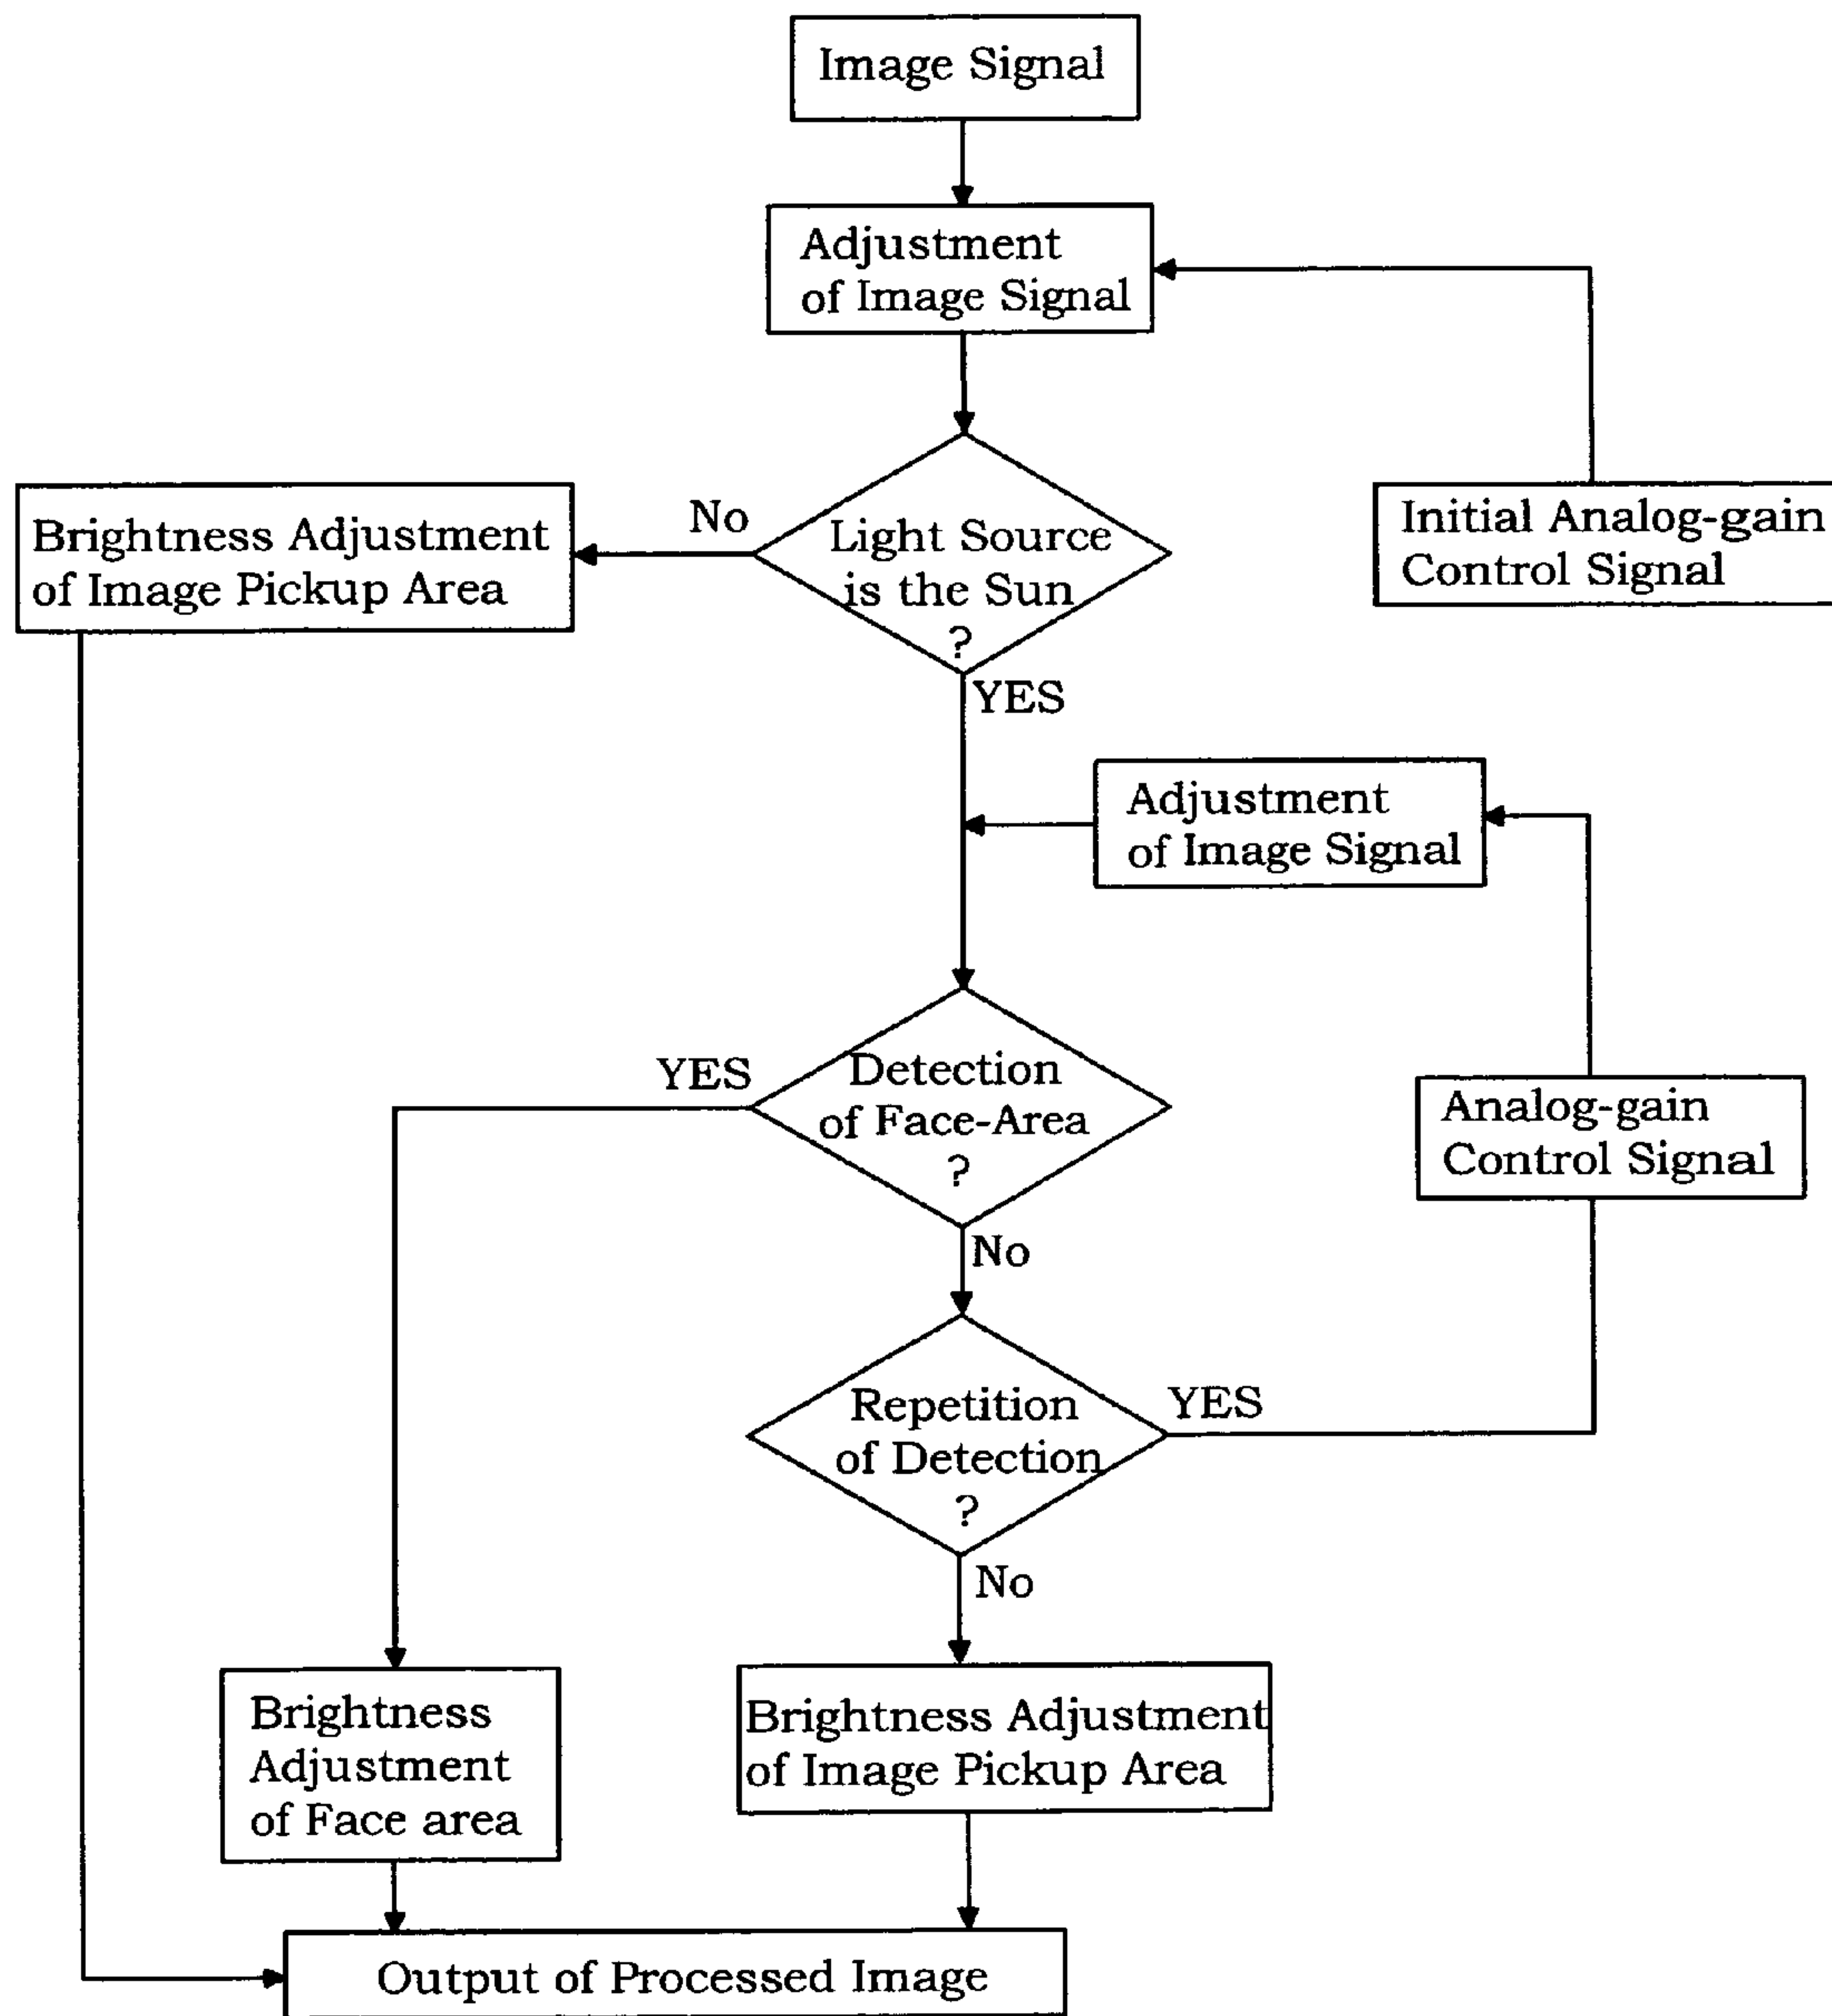 Image Signal
Adjustment
of Image Signal
No
Brightness Adjustment
of Image Pickup Area
Light Source
is the Sun
?
Initial Analog-gain
Control Signal
YES
Adjustment
of Image Signal
YES
Detection
of Face-Area
?
Analog-gain
Control Signal
No
Repetition
of Detection
?
YES
No
Brightness
Adjustment
of Face area
Brightness Adjustment
of Image Pickup Area
Output of Processed Image